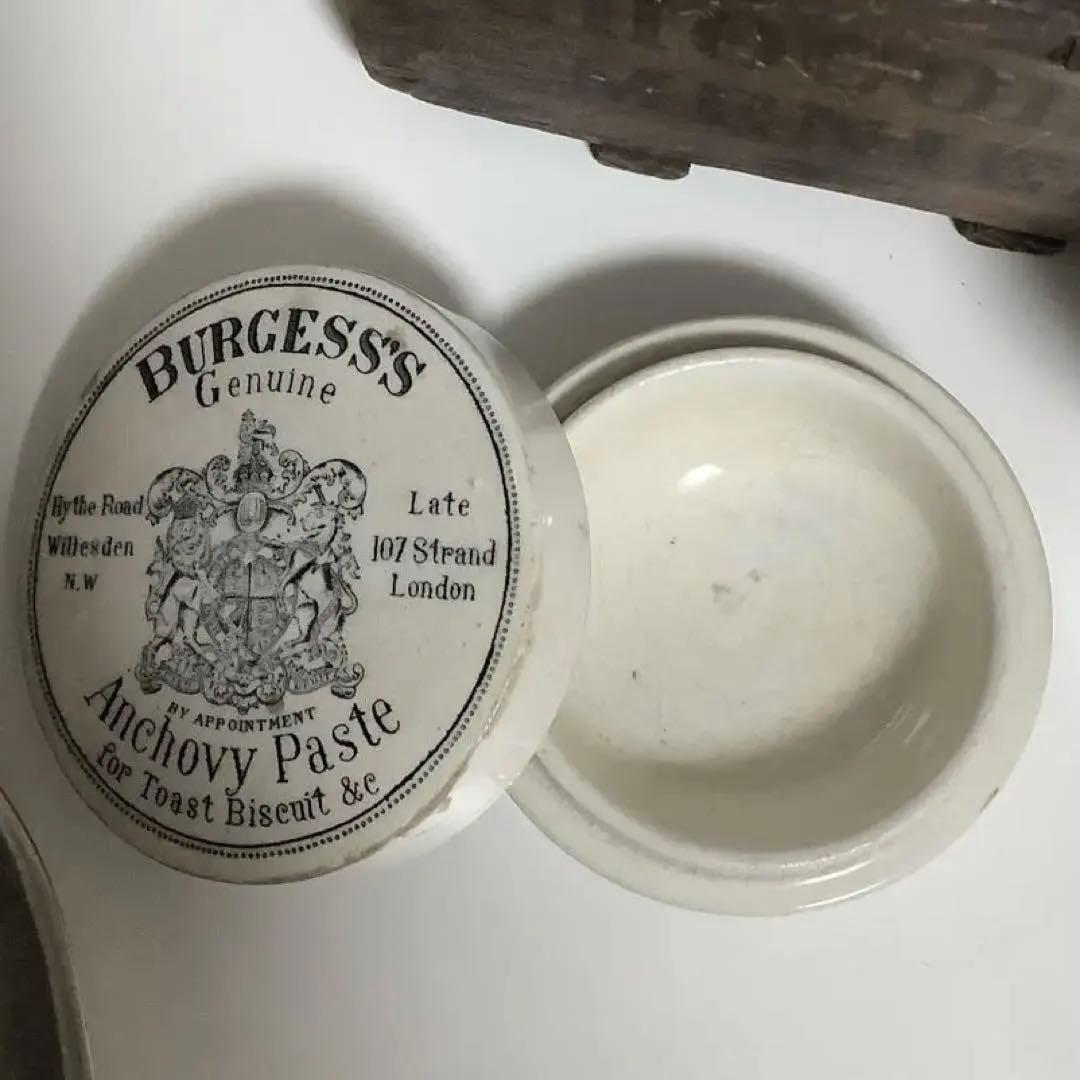 BURGESS'S
Genuine
Hythe Road
Willesden
N.W
Late
107 Strand
London
BY APPOINTMENT
Anchovy Paste
for Toast Biscuit &c